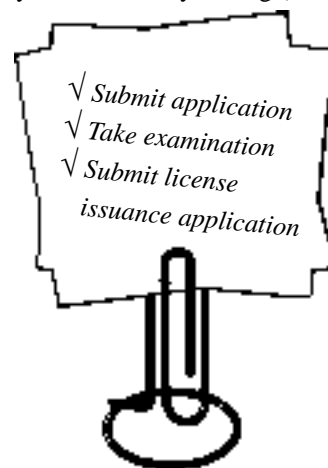 √ Submit application
√ Take examination
√ Submit license
issuance application